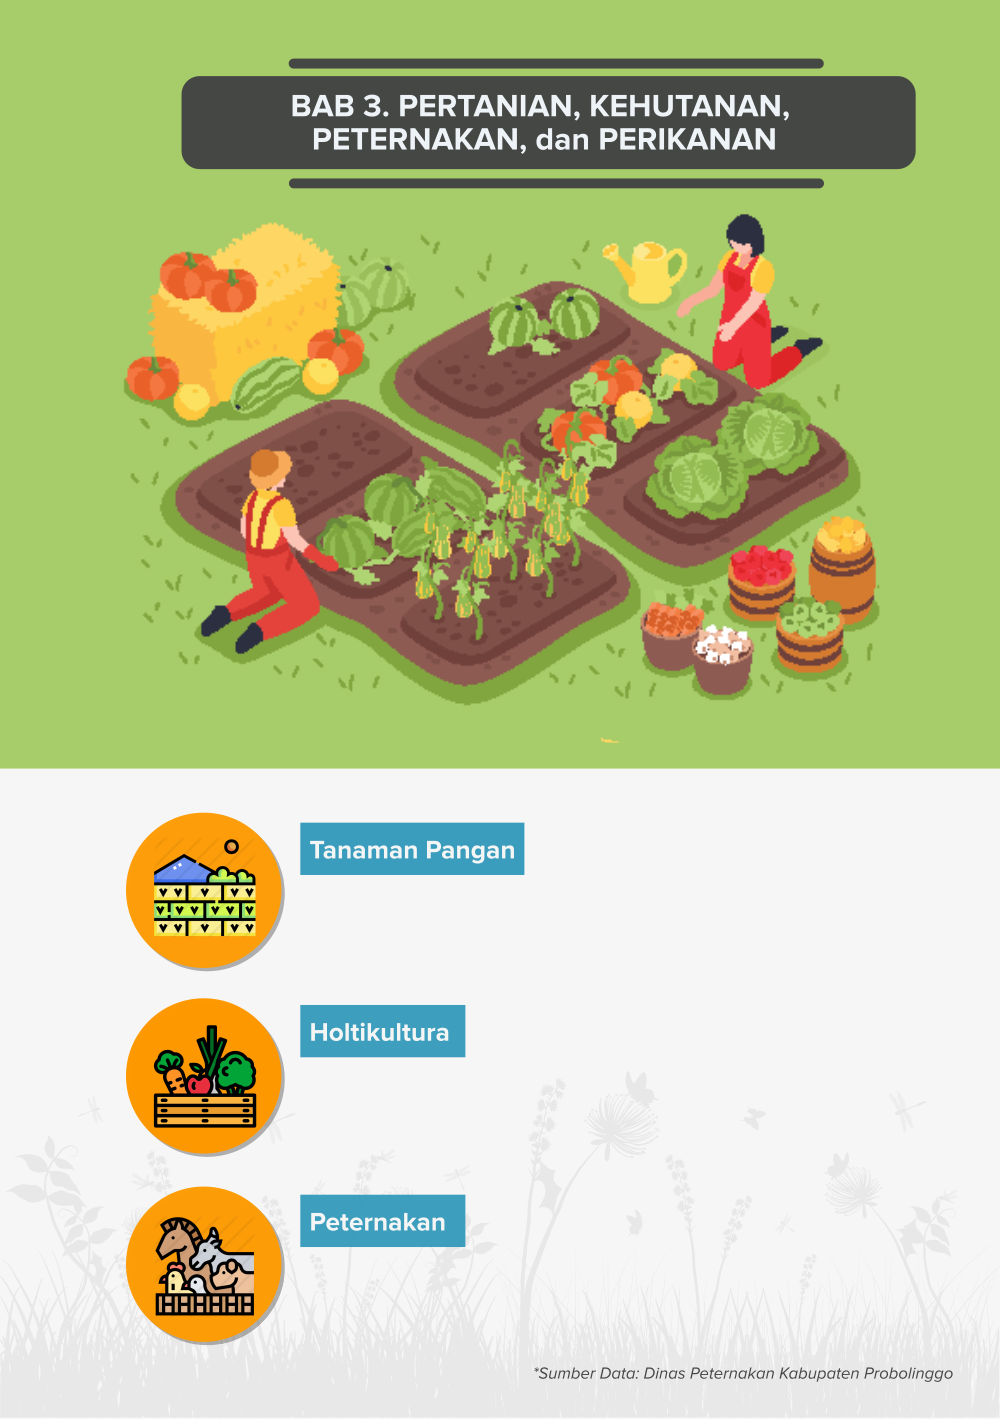 BAB 3. PERTANIAN, KEHUTANAN,
PETERNAKAN, dan PERIKANAN
Tanaman Pangan
Holtikultura
Peternakan
*Sumber Data: Dinas Peternakan Kabupaten Probolinggo